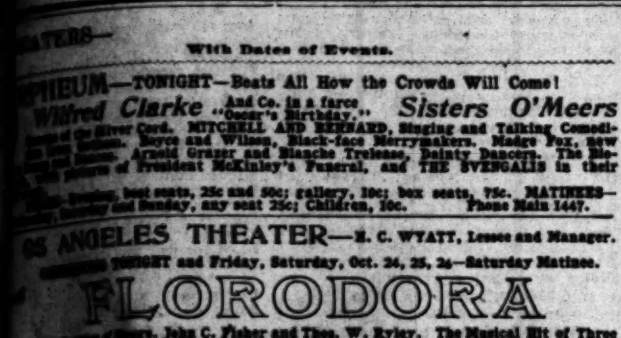 EATERS—
With Dates of Events.
RPHEUM—TONIGHT—Beats All How the Crowds Will Come!
Wilfred Clarke "And Co. in a farce "Oscar's Birthday." Sisters O'Meers
of the Silver Cord. MITCHELL AND BERNARD, Singing and Talking Comedi-
Boyce and Wilson, Black-face Merrymakers. Madge Fox, new
Arnold Grazer and Blanche Trelease, Dainty Dancers. The Bio-
pictures of President McKinley's Funeral, and THE SVENGALIS in their
best seats, 25c and 50c; gallery, 10c; box seats, 75c. MATINEES—
and Sunday, any seat 25c; Children, 10c. Phone Main 1447.
OS ANGELES THEATER—H. C. WYATT, Lessee and Manager.
TONIGHT and Friday, Saturday, Oct. 24, 25, 26—Saturday Matinee.
FLORODORA
John C. Fisher and Thos. W. Ryley. The Musical Hit of Three